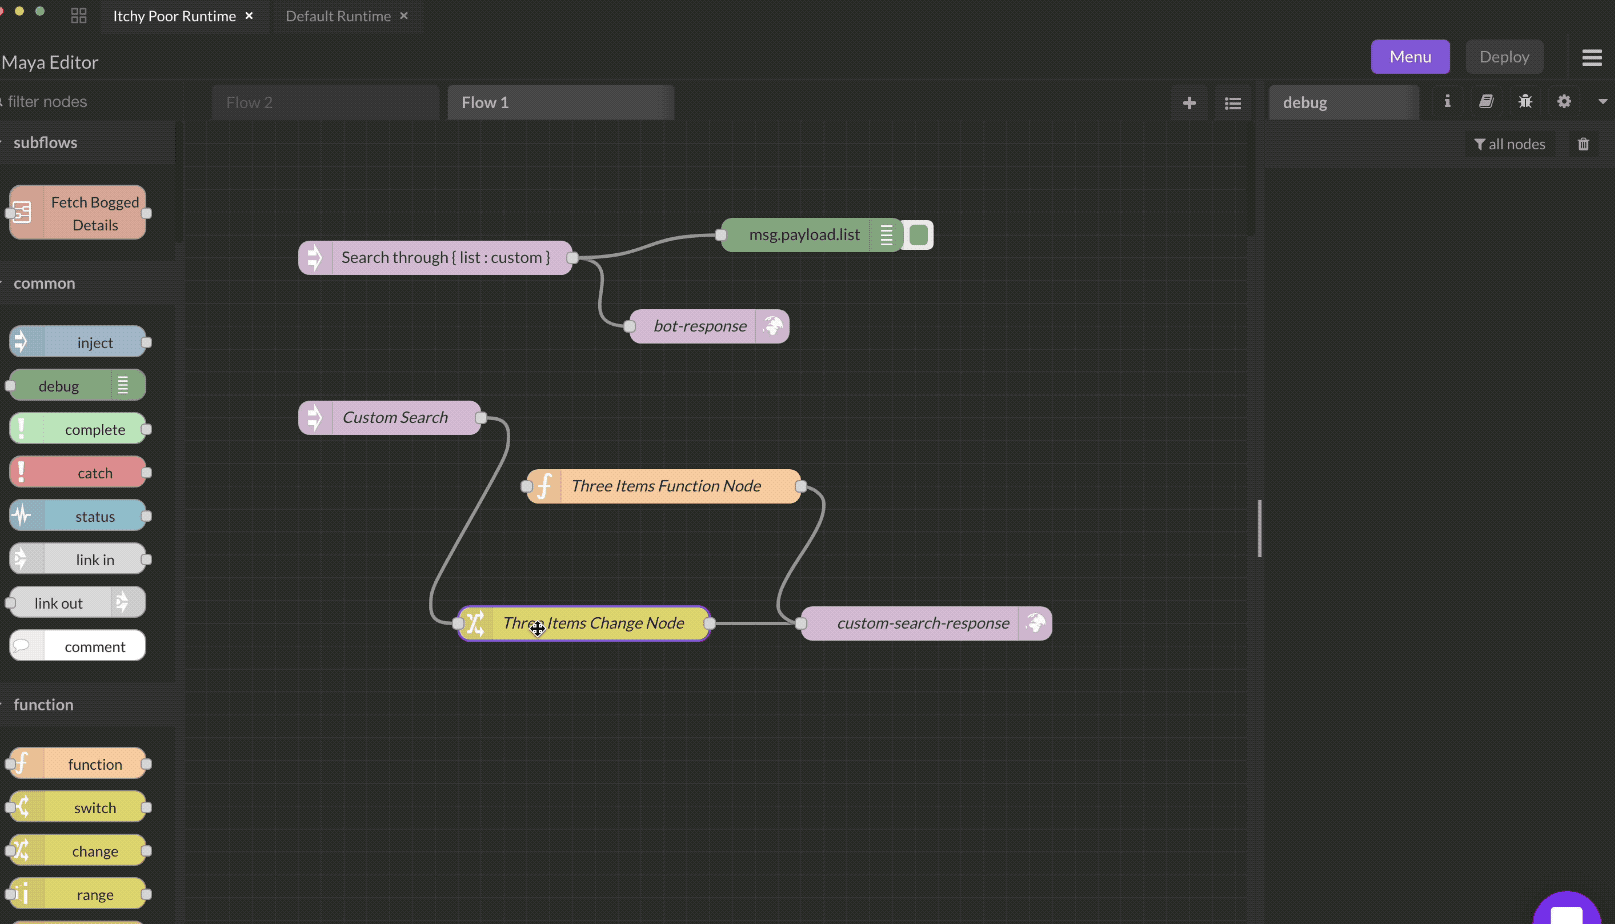 Itchy Poor Runtime ×
Default Runtime ×
Maya Editor
Menu
Deploy
filter nodes
Flow 2
Flow 1
debug
all nodes
subflows
Fetch Bogged
Details
common
inject
debug
complete
catch
status
link in
link out
comment
function
function
switch
change
range
Search through { list : custom }
msg.payload.list
bot-response
Custom Search
Three Items Function Node
Three Items Change Node
custom-search-response